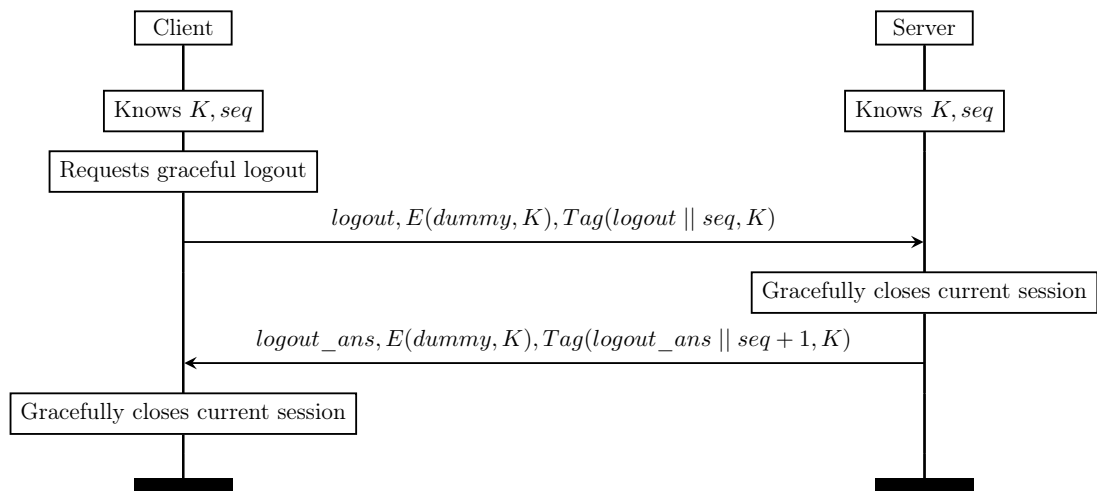 Client
Server
Knows K, seq
Knows K, seq
Requests graceful logout
logout, E(dummy, K), Tag(logout || seq, K)
Gracefully closes current session
logout_ans, E(dummy, K), Tag(logout_ans || seq + 1, K)
Gracefully closes current session